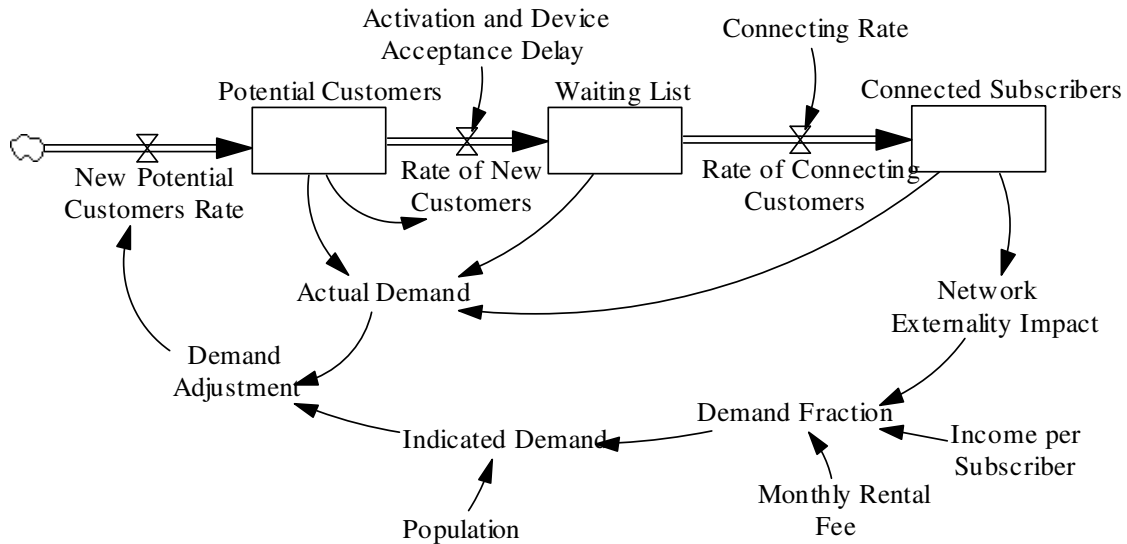 Activation and Device
Acceptance Delay
Connecting Rate
Potential Customers
Waiting List
Connected Subscribers
New Potential
Customers Rate
Rate of New
Customers
Rate of Connecting
Customers
Actual Demand
Network
Externality Impact
Demand
Adjustment
Demand Fraction
Indicated Demand
Income per
Subscriber
Monthly Rental
Fee
Population